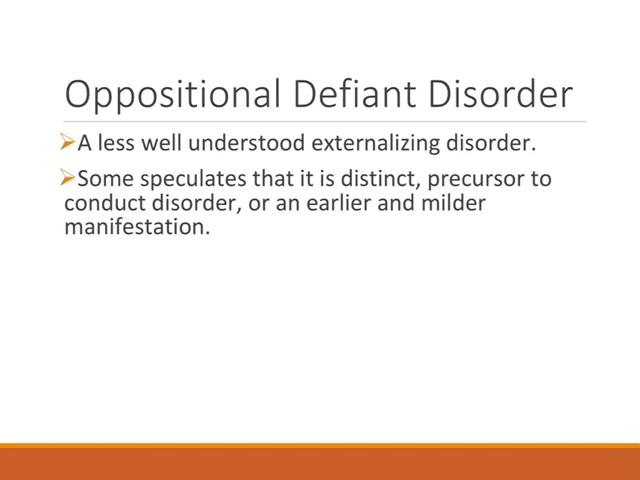 Oppositional Defiant Disorder
A less well understood externalizing disorder.
Some speculates that it is distinct, precursor to
conduct disorder, or an earlier and milder
manifestation.